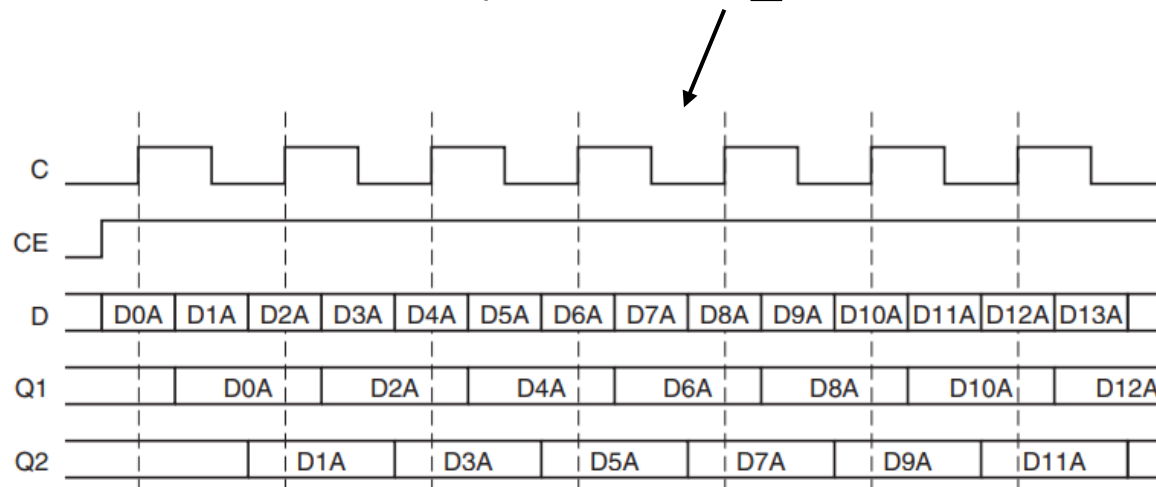 C
CE
D D0A D1A D2A D3A D4A D5A D6A D7A D8A D9A D10A D11A D12A D13A
Q1 D0A D2A D4A D6A D8A D10A D12A
Q2 D1A D3A D5A D7A D9A D11A